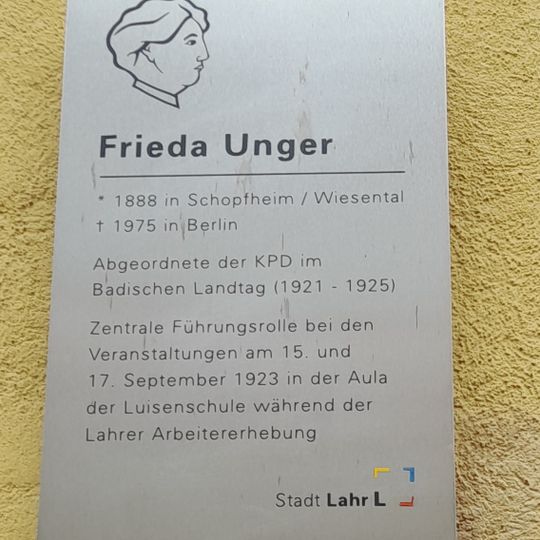 Frieda Unger
* 1888 in Schopfheim / Wiesental
† 1975 in Berlin
Abgeordnete der KPD im
Badischen Landtag (1921 - 1925)
Zentrale Führungsrolle bei den
Veranstaltungen am 15. und
17. September 1923 in der Aula
der Luisenschule während der
Lahrer Arbeitererhebung
Stadt Lahr L